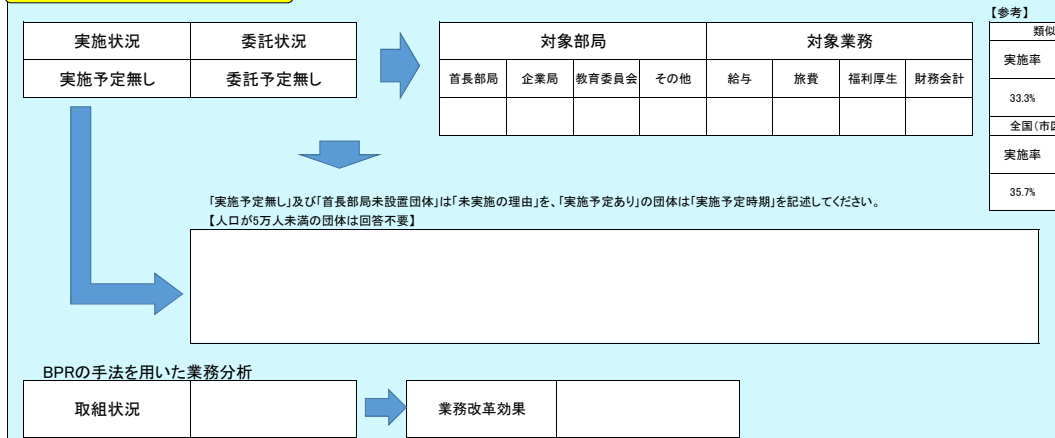 【参考】
実施状況 委託状況 対象部局 対象業務 類似
実施予定無し 委託予定無し 首長部局 企業局 教育委員会 その他 給与 旅費 福利厚生 財務会計 実施率
33.3%
全国(市区
実施率
35.7%
「実施予定無し」及び「首長部局未設置団体」は「未実施の理由」を、「実施予定あり」の団体は「実施予定時期」を記述してください。
【人口が5万人未満の団体は回答不要】
BPRの手法を用いた業務分析
取組状況 業務改革効果